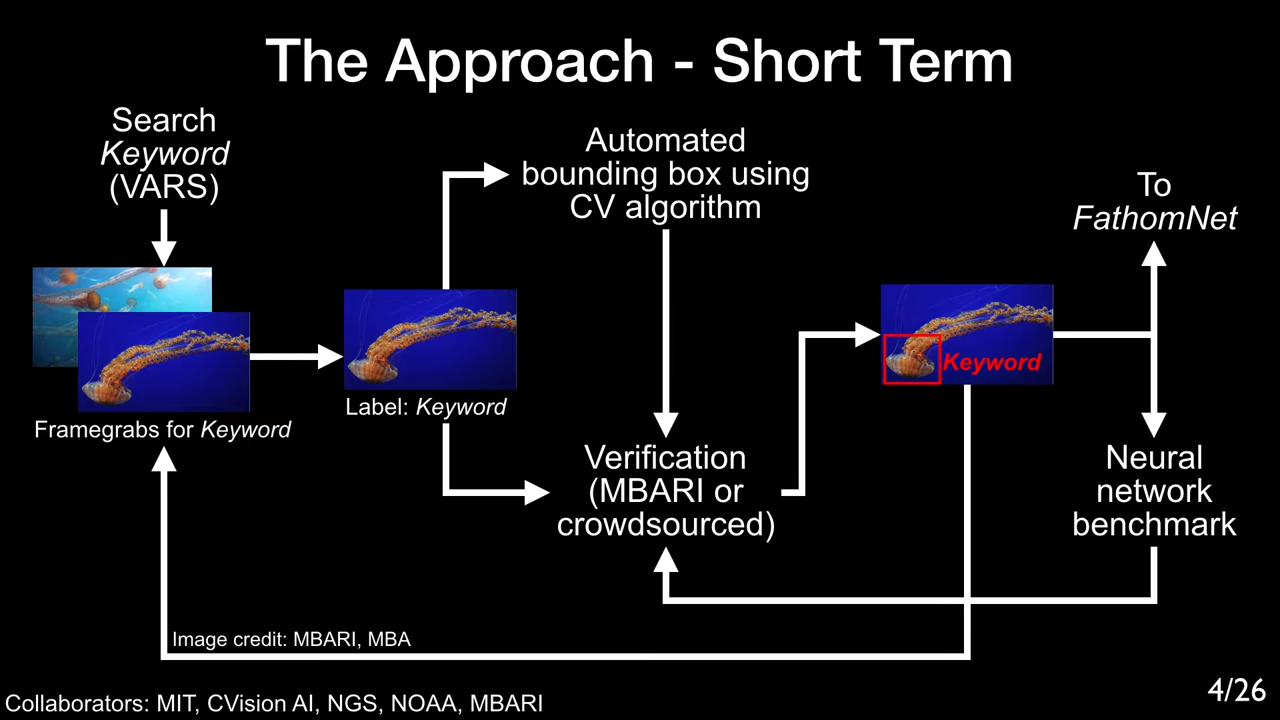 The Approach - Short Term
Search
Keyword
(VARS)
Automated
bounding box using
CV algorithm
To
FathomNet
Keyword
Label: Keyword
Framegrabs for Keyword
Verification
(MBARI or
crowdsourced)
Neural
network
benchmark
Image credit: MBARI, MBA
Collaborators: MIT, CVision AI, NGS, NOAA, MBARI
4/26